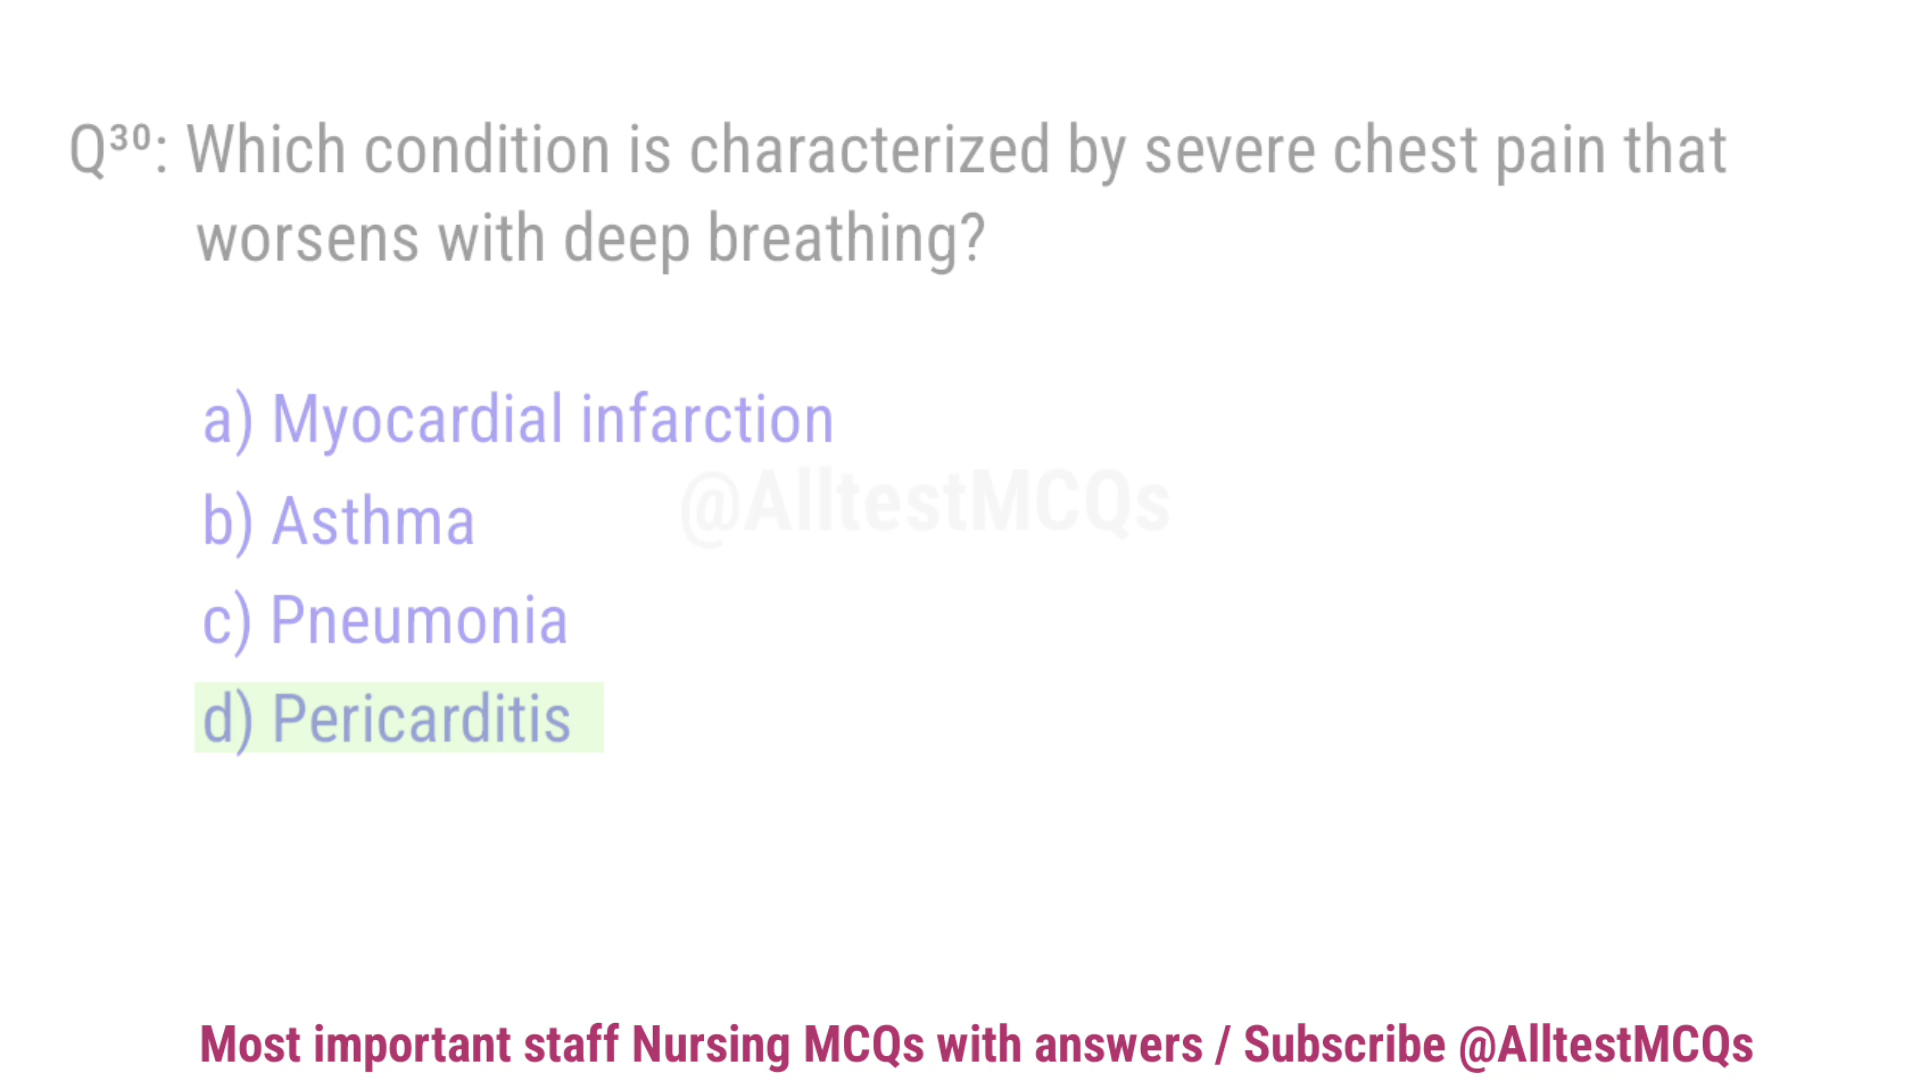 Q³⁰: Which condition is characterized by severe chest pain that
worsens with deep breathing?
a) Myocardial infarction
@AlltestMCQs
b) Asthma
c) Pneumonia
d) Pericarditis
Most important staff Nursing MCQs with answers / Subscribe @AlltestMCQs